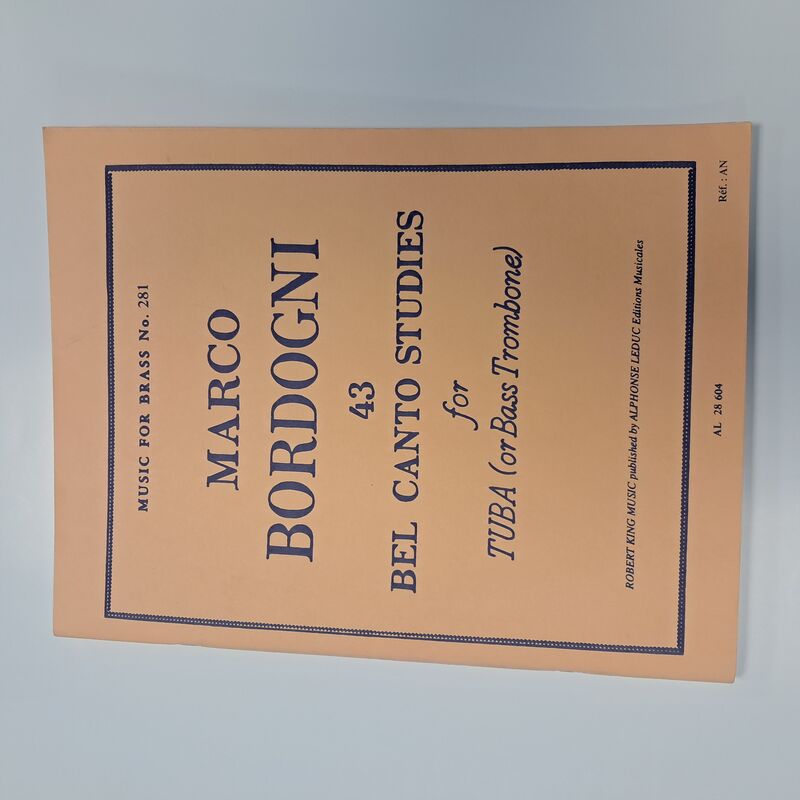 MUSIC FOR BRASS No. 281
MARCO
BORDOGNI
43
BEL CANTO STUDIES
for
TUBA (or Bass Trombone)
ROBERT KING MUSIC published by ALPHONSE LEDUC Editions Musicales
AL 28 604
Réf. : AN